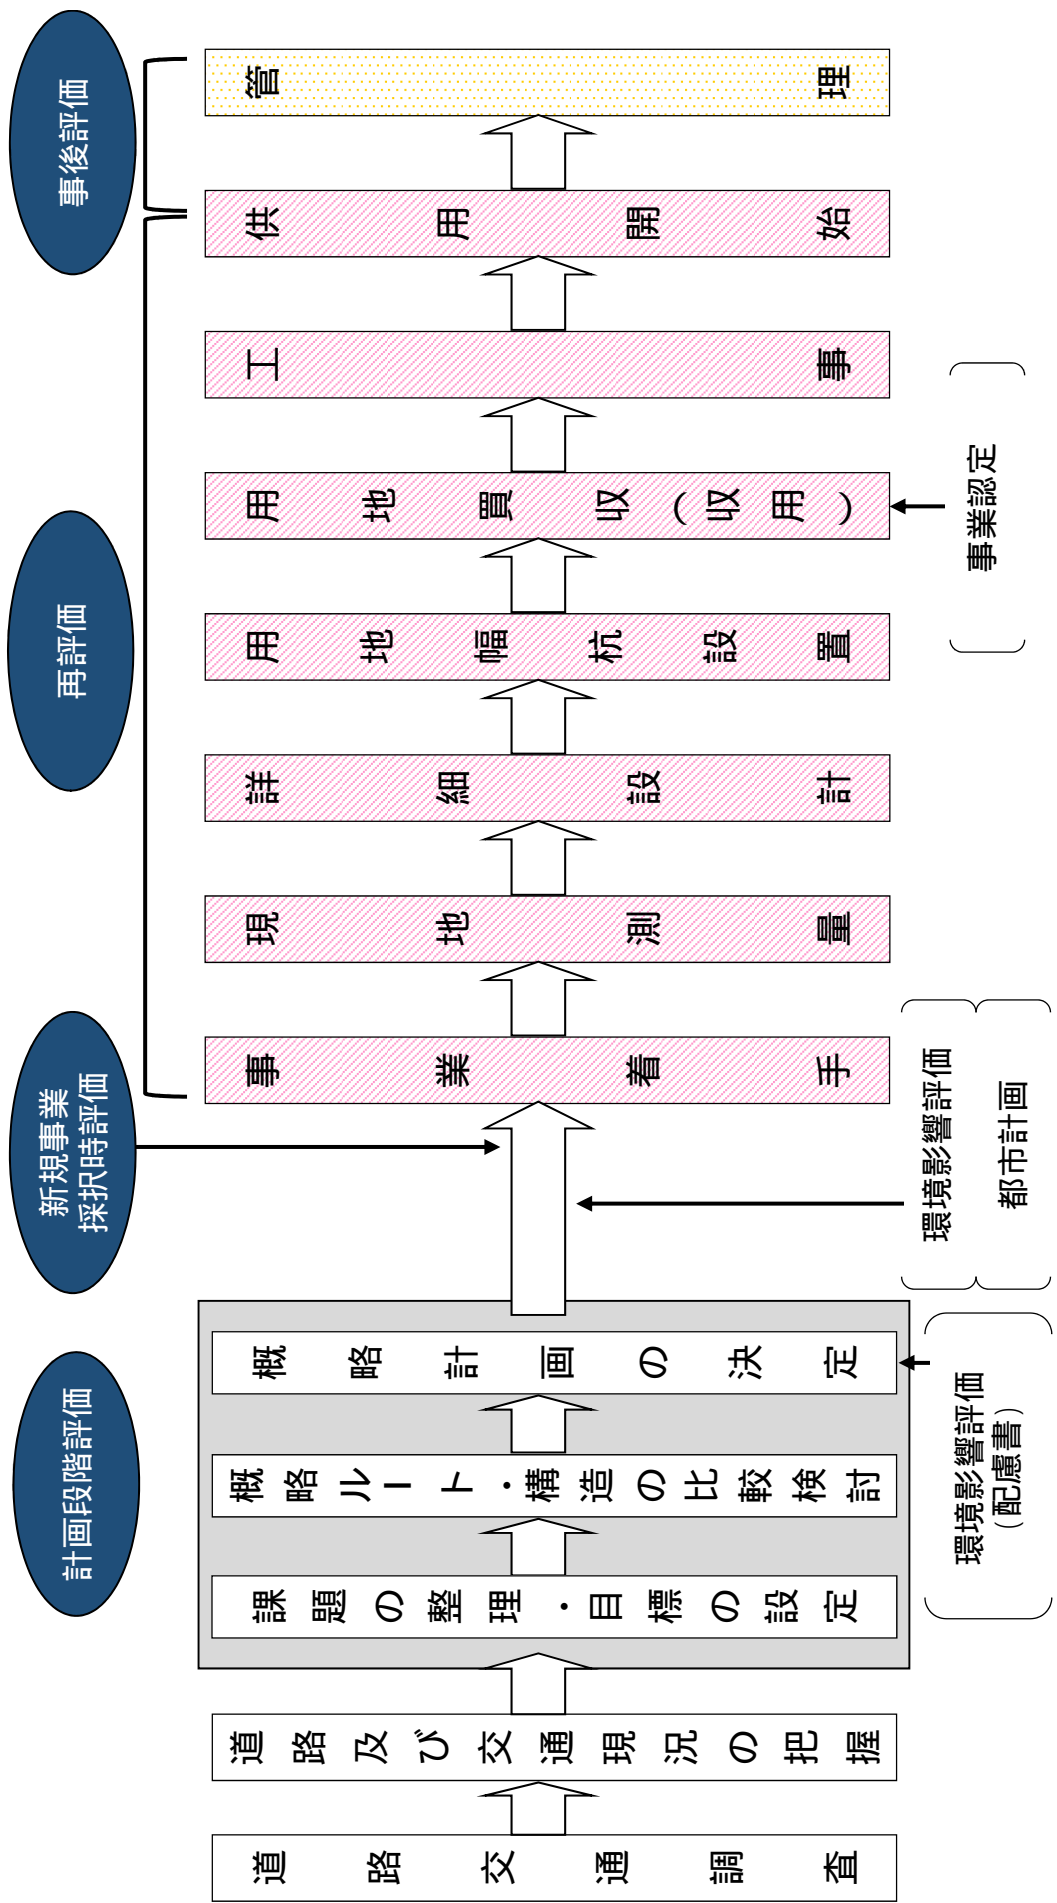 道路交通調査
道路及び交通現況の把握
課題の整理・目標の設定
概略ルート・構造の比較検討
概略計画の決定
事業着手
現地測量
詳細設計
用地幅杭設置
用地買収(収用)
工事
供用開始
管理
計画段階評価
新規事業
採択時評価
再評価
事後評価
環境影響評価
(配慮書)
環境影響評価
都市計画
事業認定